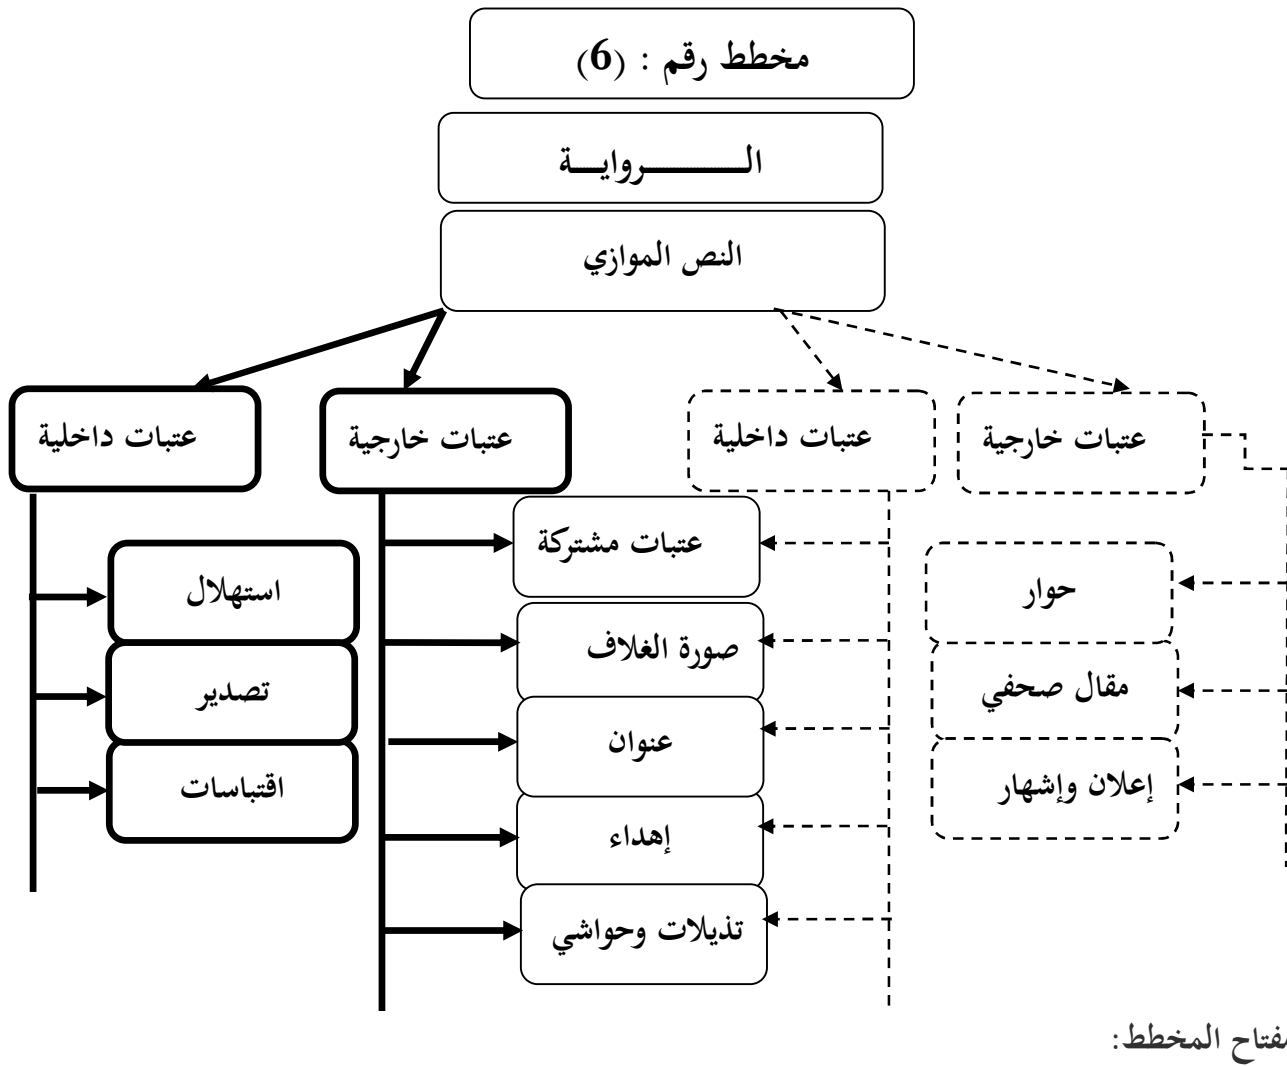 مخطط رقم : (6)
الـــــــــروايـــة
النص الموازي
عتبات خارجية
عتبات داخلية
عتبات خارجية
عتبات داخلية
حوار
مقال صحفي
إعلان وإشهار
عتبات مشتركة
صورة الغلاف
عنوان
إهداء
تذيلات وحواشي
استهلال
تصدير
اقتباسات
مفتاح المخطط: